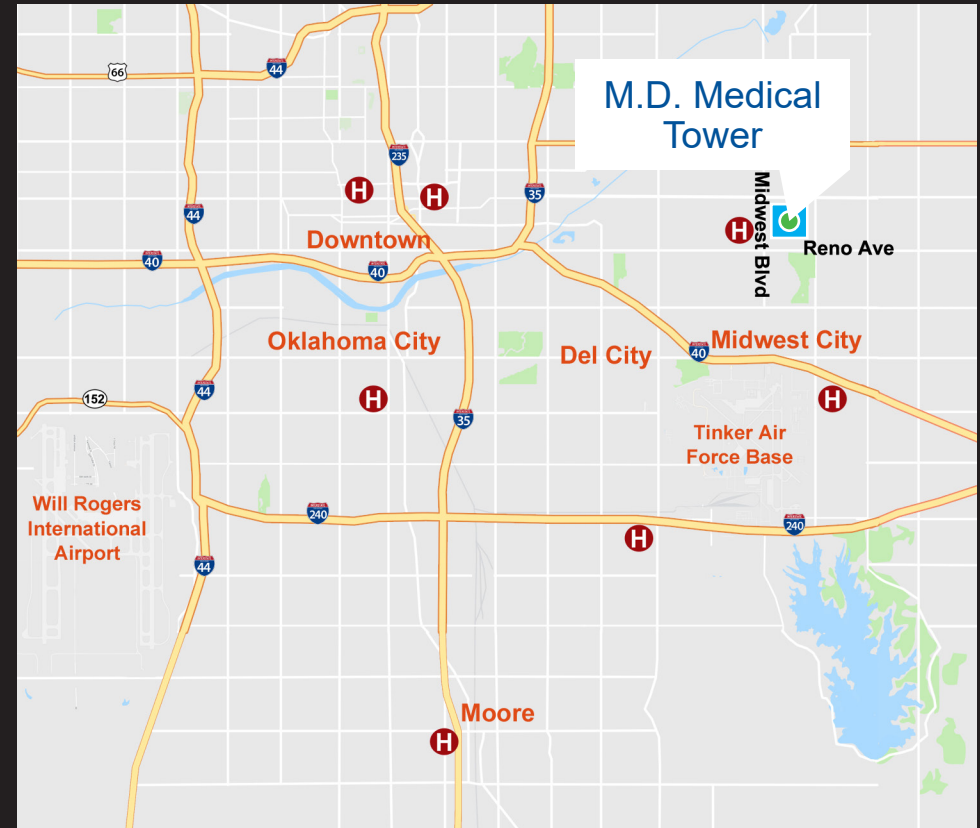 44
66
M.D. Medical
Tower
235
H
H
35
44
Midwest Blvd
H
Reno Ave
Downtown
40
40
Oklahoma City
Del City
40
Midwest City
44
152
H
35
H
Tinker Air
Force Base
Will Rogers
International
Airport
240
240
H
44
Moore
H